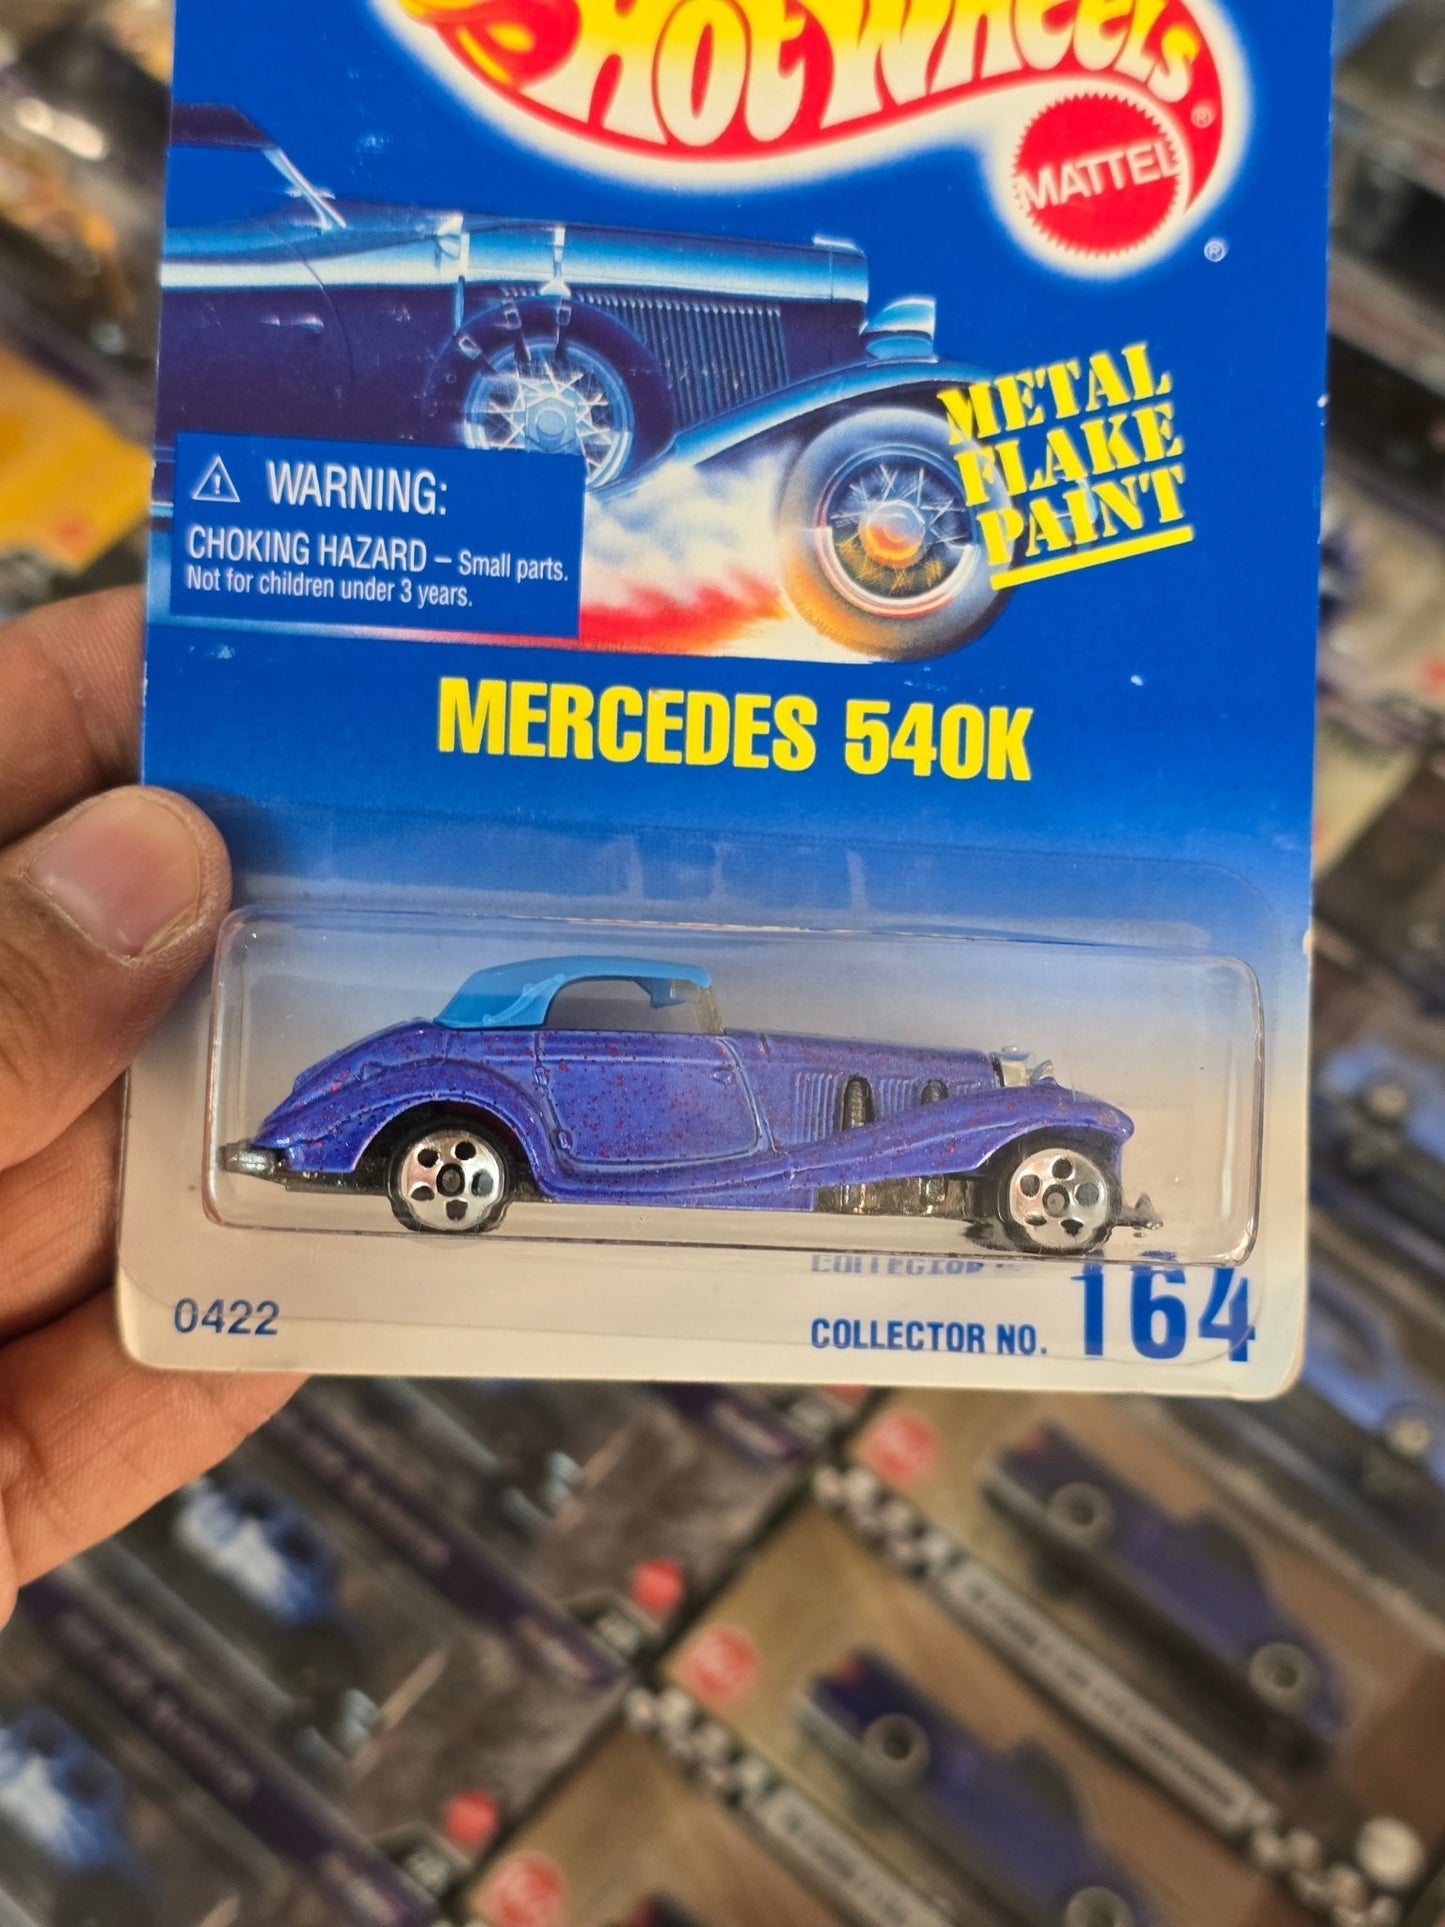 HOT WHEELS®
MATTEL
®
METAL
FLAKE
PAINT
⚠ WARNING:
CHOKING HAZARD – Small parts.
Not for children under 3 years.
MERCEDES 540K
0422
COLLECTOR NO. 164